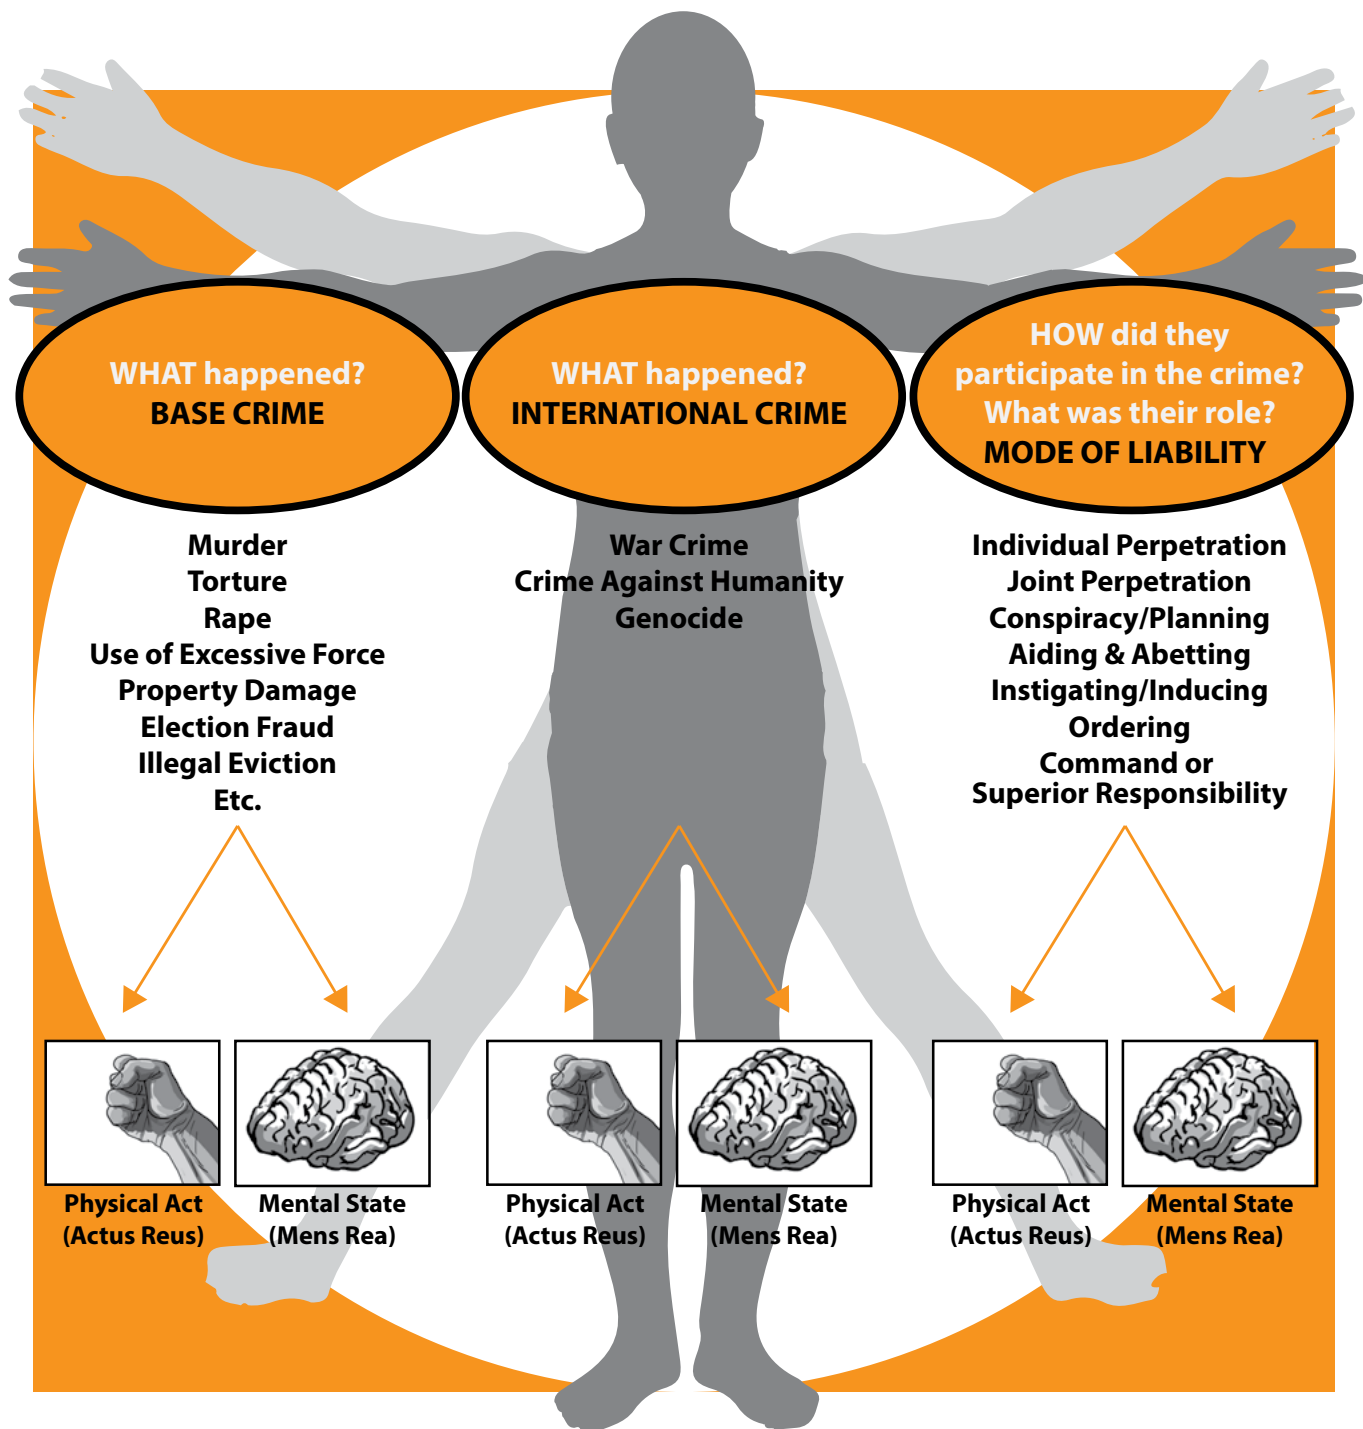 WHAT happened?
BASE CRIME
WHAT happened?
INTERNATIONAL CRIME
HOW did they
participate in the crime?
What was their role?
MODE OF LIABILITY
Murder
Torture
Rape
Use of Excessive Force
Property Damage
Election Fraud
Illegal Eviction
Etc.
War Crime
Crime Against Humanity
Genocide
Individual Perpetration
Joint Perpetration
Conspiracy/Planning
Aiding & Abetting
Instigating/Inducing
Ordering
Command or
Superior Responsibility
Physical Act
(Actus Reus)
Mental State
(Mens Rea)
Physical Act
(Actus Reus)
Mental State
(Mens Rea)
Physical Act
(Actus Reus)
Mental State
(Mens Rea)